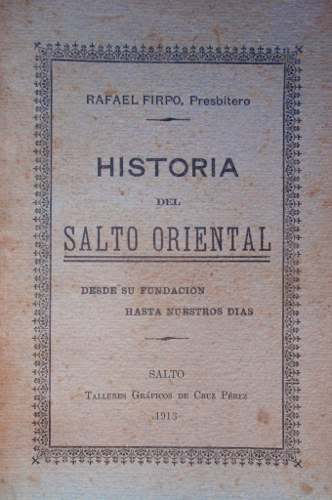 RAFAEL FIRPO, Presbítero
HISTORIA
DEL
SALTO ORIENTAL
DESDE SU FUNDACION
HASTA NUESTROS DIAS
SALTO
TALLERES GRÁFICOS DE CRUZ PÉREZ
1913